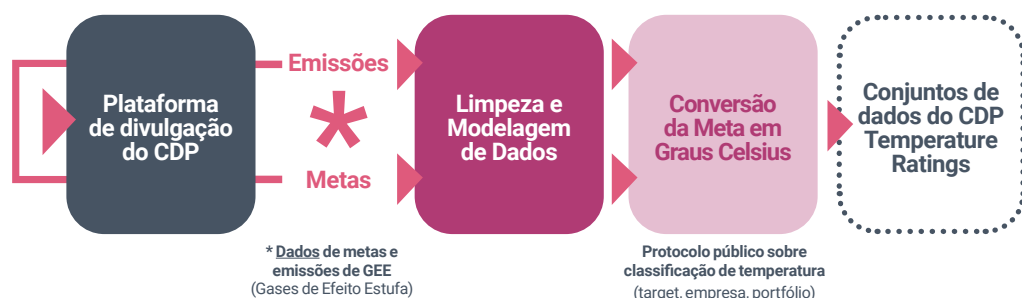 Plataforma
de divulgação
do CDP
Emissões
*
Metas
Limpeza e
Modelagem
de Dados
Conversão
da Meta em
Graus Celsius
Conjuntos de
dados do CDP
Temperature
Ratings
* Dados de metas e
emissões de GEE
(Gases de Efeito Estufa)
Protocolo público sobre
classificação de temperatura
(target, empresa, portfólio)